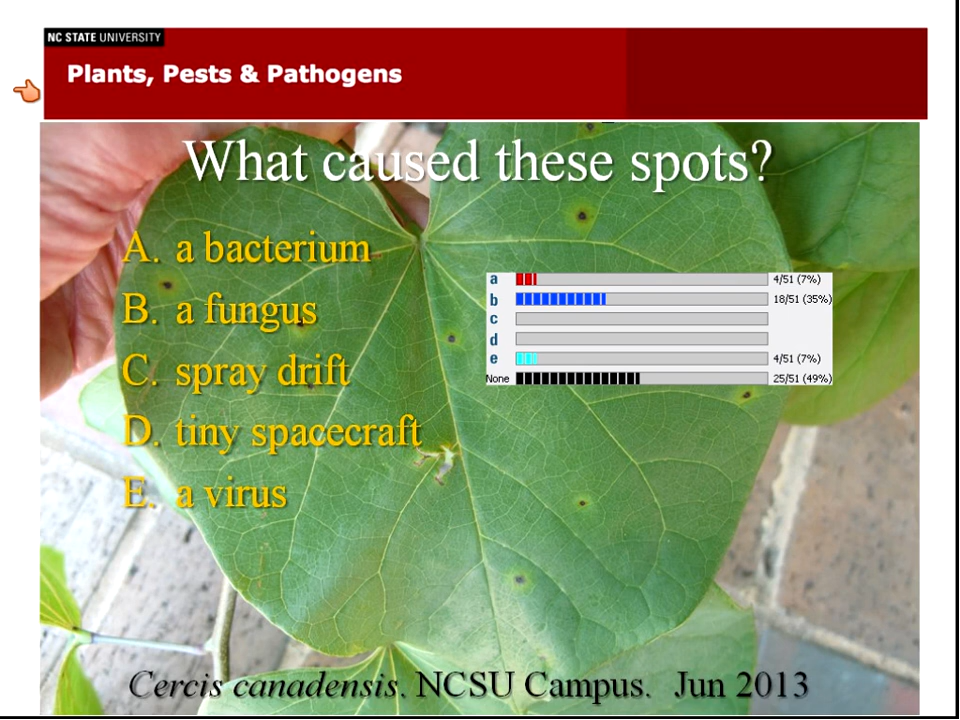 NC STATE UNIVERSITY
Plants, Pests & Pathogens
What caused these spots?
A. a bacterium
B. a fungus
C. spray drift
D. tiny spacecraft
E. a virus
a 4/51 (7%)
b 18/51 (35%)
c
d
e 4/51 (7%)
None 25/51 (49%)
Cercis canadensis. NCSU Campus. Jun 2013